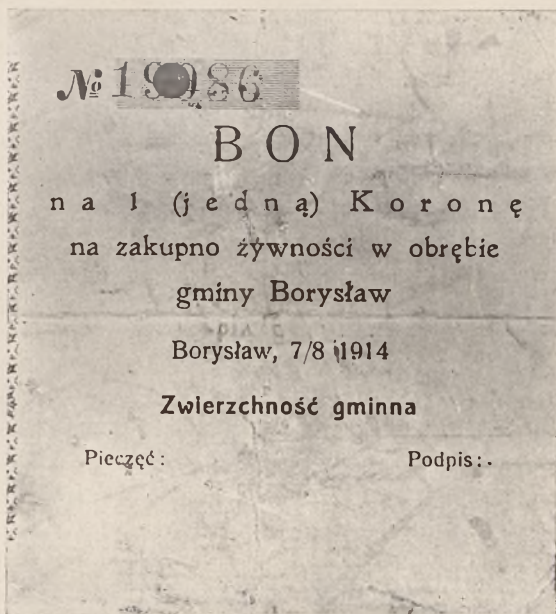 №
BON
na 1 (jedną) Koronę
na zakupno żywności w obrębie
gminy Borysław
Borysław, 7/8 1914
Zwierzchność gminna
Pieczęć:
Podpis: